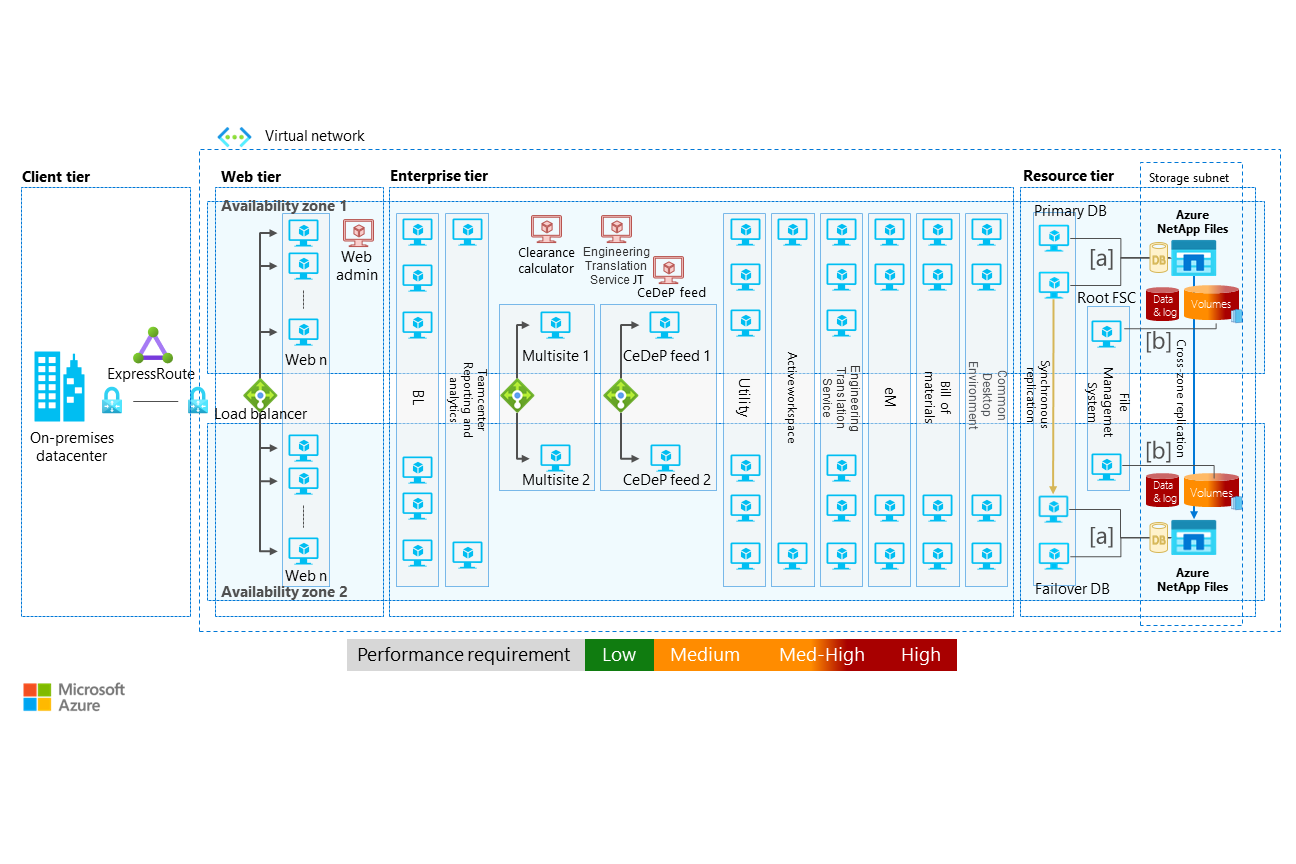 Virtual network
Client tier
Web tier
Enterprise tier
Resource tier
Storage subnet
Availability zone 1
Primary DB
Azure
NetApp Files
Web
admin
Clearance
calculator
Engineering
Translation
Service JT
CeDeP feed
[a]
DB
Root FSC
Data
& log
Volumes
Web n
Multisite 1
CeDeP feed 1
[b]
ExpressRoute
Load balancer
On-premises
datacenter
BL
Teamcenter
Reporting and
analytics
Utility
Active workspace
Engineering
Translation
Service
eM
Bill of
materials
Common
Desktop
Environment
Synchronous
replication
File
Managemet
System
Cross-zone replication
Multisite 2
CeDeP feed 2
[b]
Data
& log
Volumes
[a]
DB
Web n
Azure
NetApp Files
Availability zone 2
Failover DB
Performance requirement
Low
Medium
Med-High
High
Microsoft
Azure